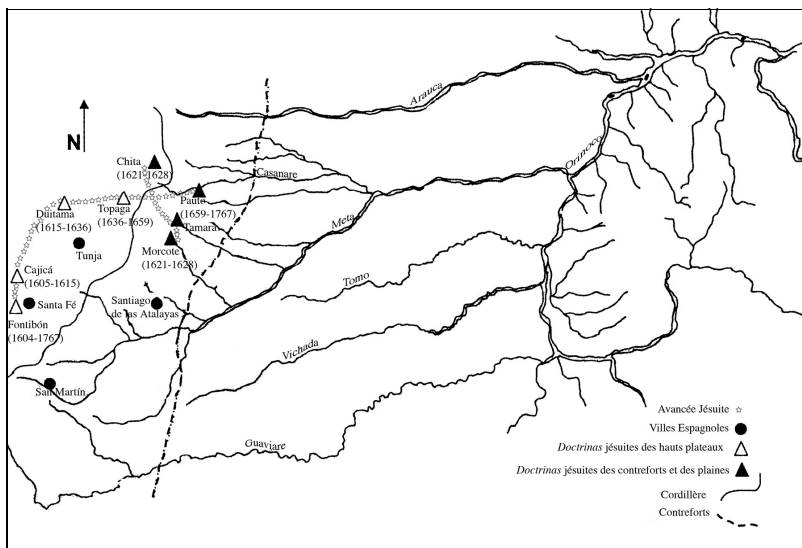 Arauca
N
Chita
(1621-1628)
Casanare
Orinoco
Pauto
(1659-1767)
Topaga
(1636-1659)
Duitama
(1615-1636)
Tamara
Meta
Morcote
(1621-1628)
Tunja
Cajicá
(1605-1615)
Tomo
Santa Fé
Santiago
de las Atalayas
Fontibón
(1604-1767)
Vichada
San Martín
Guaviare
Avancée Jésuite
Villes Espagnoles
Doctrinas jésuites des hauts plateaux
Doctrinas jésuites des contreforts et des plaines
Cordillère
Contreforts